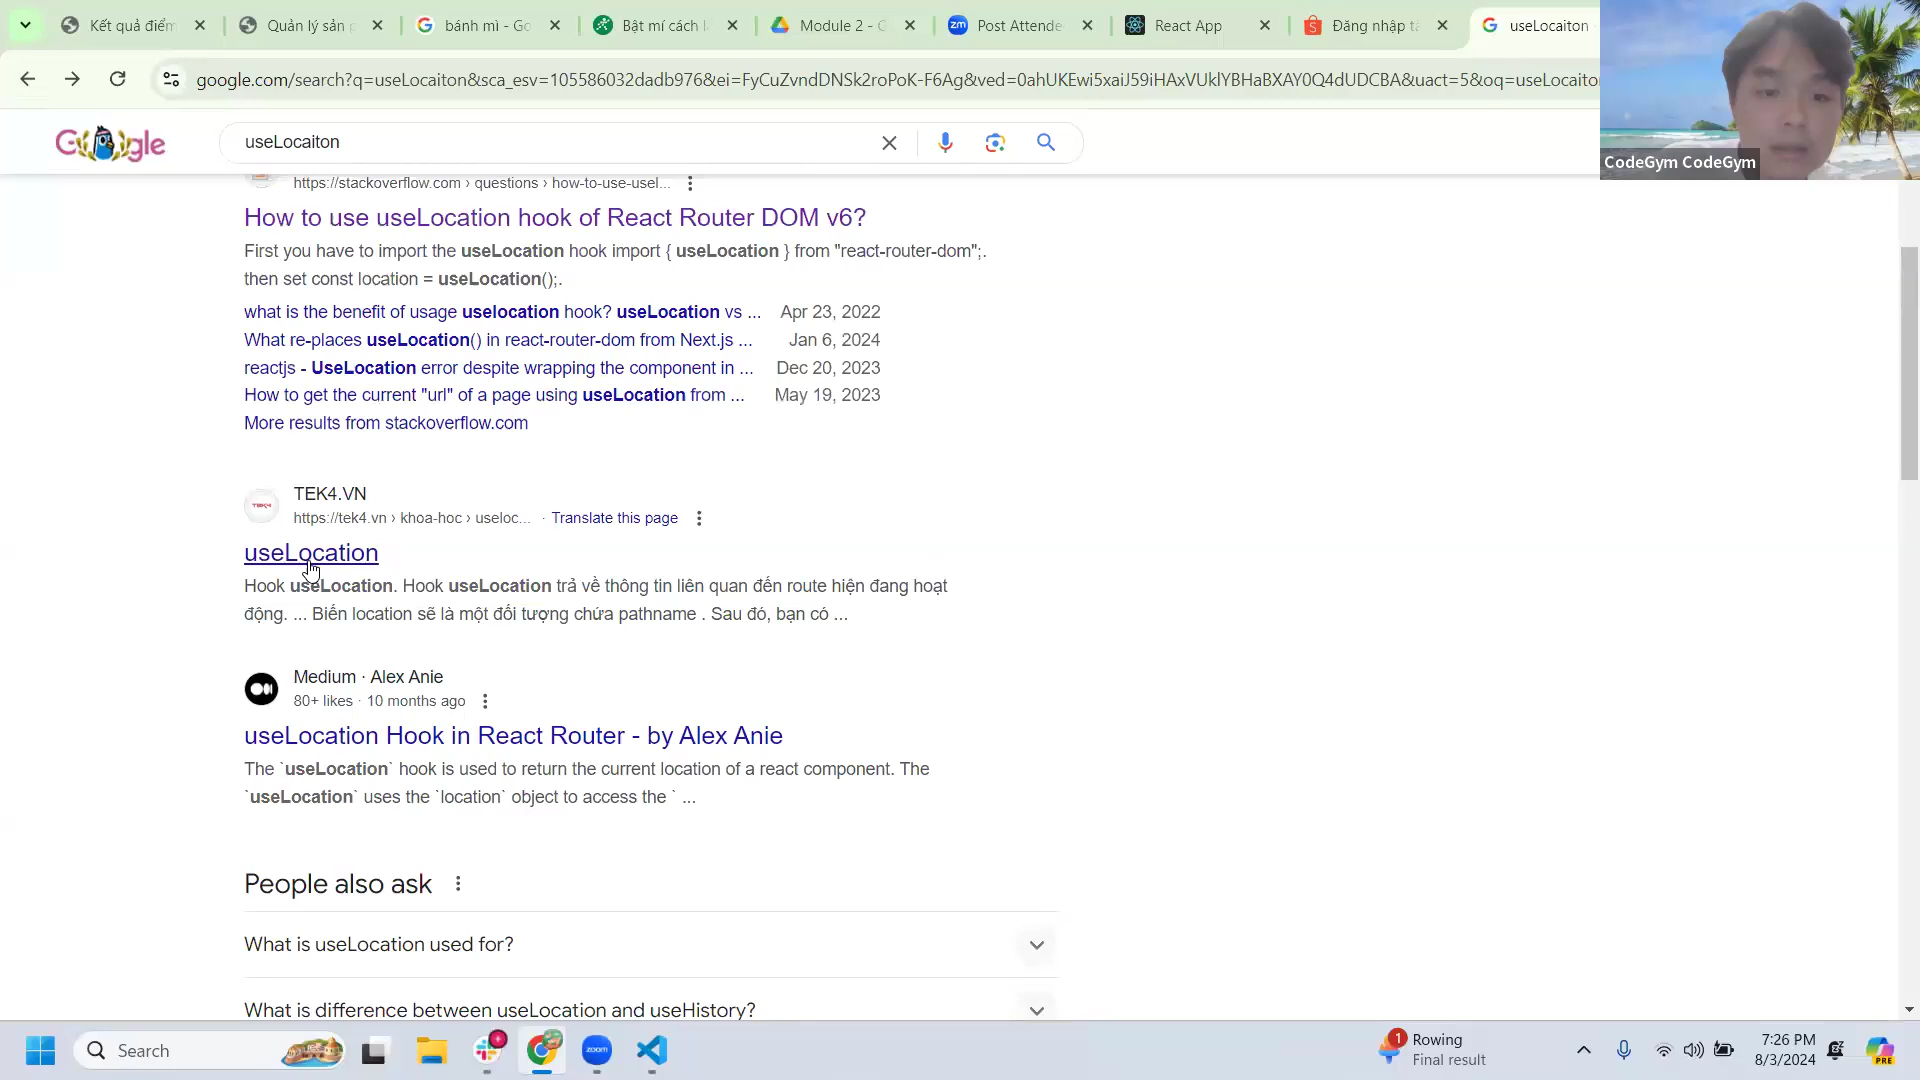 Kết quả điểm
Quản lý sản p
bánh mì - Go
Bật mí cách l
Module 2 - G
Post Attende
React App
Đăng nhập tà
useLocaiton
google.com/search?q=useLocaiton&sca_esv=105586032dadb976&ei=FyCuZvndDNSk2roPoK-F6Ag&ved=0ahUKEwi5xaiJ59iHAxVUklYBHaBXAY0Q4dUDCBA&uact=5&oq=useLocaiton
CodeGym CodeGym
Google
useLocaiton
https://stackoverflow.com › questions › how-to-use-usel...
How to use useLocation hook of React Router DOM v6?
First you have to import the useLocation hook import { useLocation } from "react-router-dom";.
then set const location = useLocation();.
what is the benefit of usage uselocation hook? useLocation vs ... Apr 23, 2022
What re-places useLocation() in react-router-dom from Next.js ... Jan 6, 2024
reactjs - UseLocation error despite wrapping the component in ... Dec 20, 2023
How to get the current "url" of a page using useLocation from ... May 19, 2023
More results from stackoverflow.com
TEK4
TEK4.VN
https://tek4.vn › khoa-hoc › useloc... · Translate this page
useLocation
Hook useLocation. Hook useLocation trả về thông tin liên quan đến route hiện đang hoạt
động. ... Biến location sẽ là một đối tượng chứa pathname . Sau đó, bạn có ...
Medium · Alex Anie
80+ likes · 10 months ago
useLocation Hook in React Router - by Alex Anie
The `useLocation` hook is used to return the current location of a react component. The
`useLocation` uses the `location` object to access the ` ...
People also ask
What is useLocation used for?
What is difference between useLocation and useHistory?
Search
zoom
1
Rowing
Final result
7:26 PM
8/3/2024
PRE